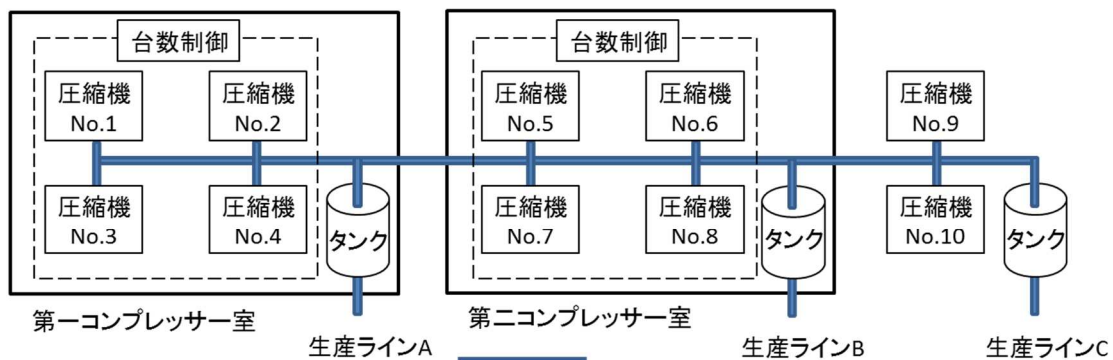 台数制御
台数制御
圧縮機
No.1
圧縮機
No.2
圧縮機
No.5
圧縮機
No.6
圧縮機
No.9
圧縮機
No.3
圧縮機
No.4
タンク
圧縮機
No.7
圧縮機
No.8
タンク
圧縮機
No.10
タンク
第一コンプレッサー室
第二コンプレッサー室
生産ラインA
生産ラインB
生産ラインC